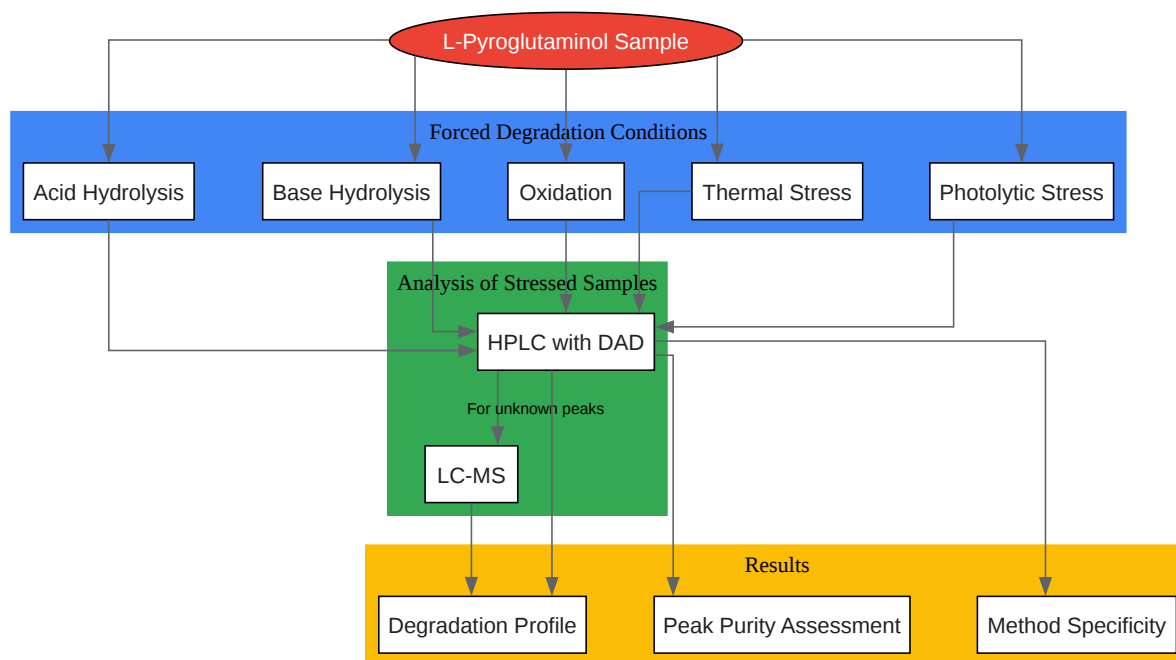 L-Pyroglutaminol Sample
Forced Degradation Conditions
Acid Hydrolysis
Base Hydrolysis
Oxidation
Thermal Stress
Photolytic Stress
Analysis of Stressed Samples
HPLC with DAD
For unknown peaks
LC-MS
Results
Degradation Profile
Peak Purity Assessment
Method Specificity